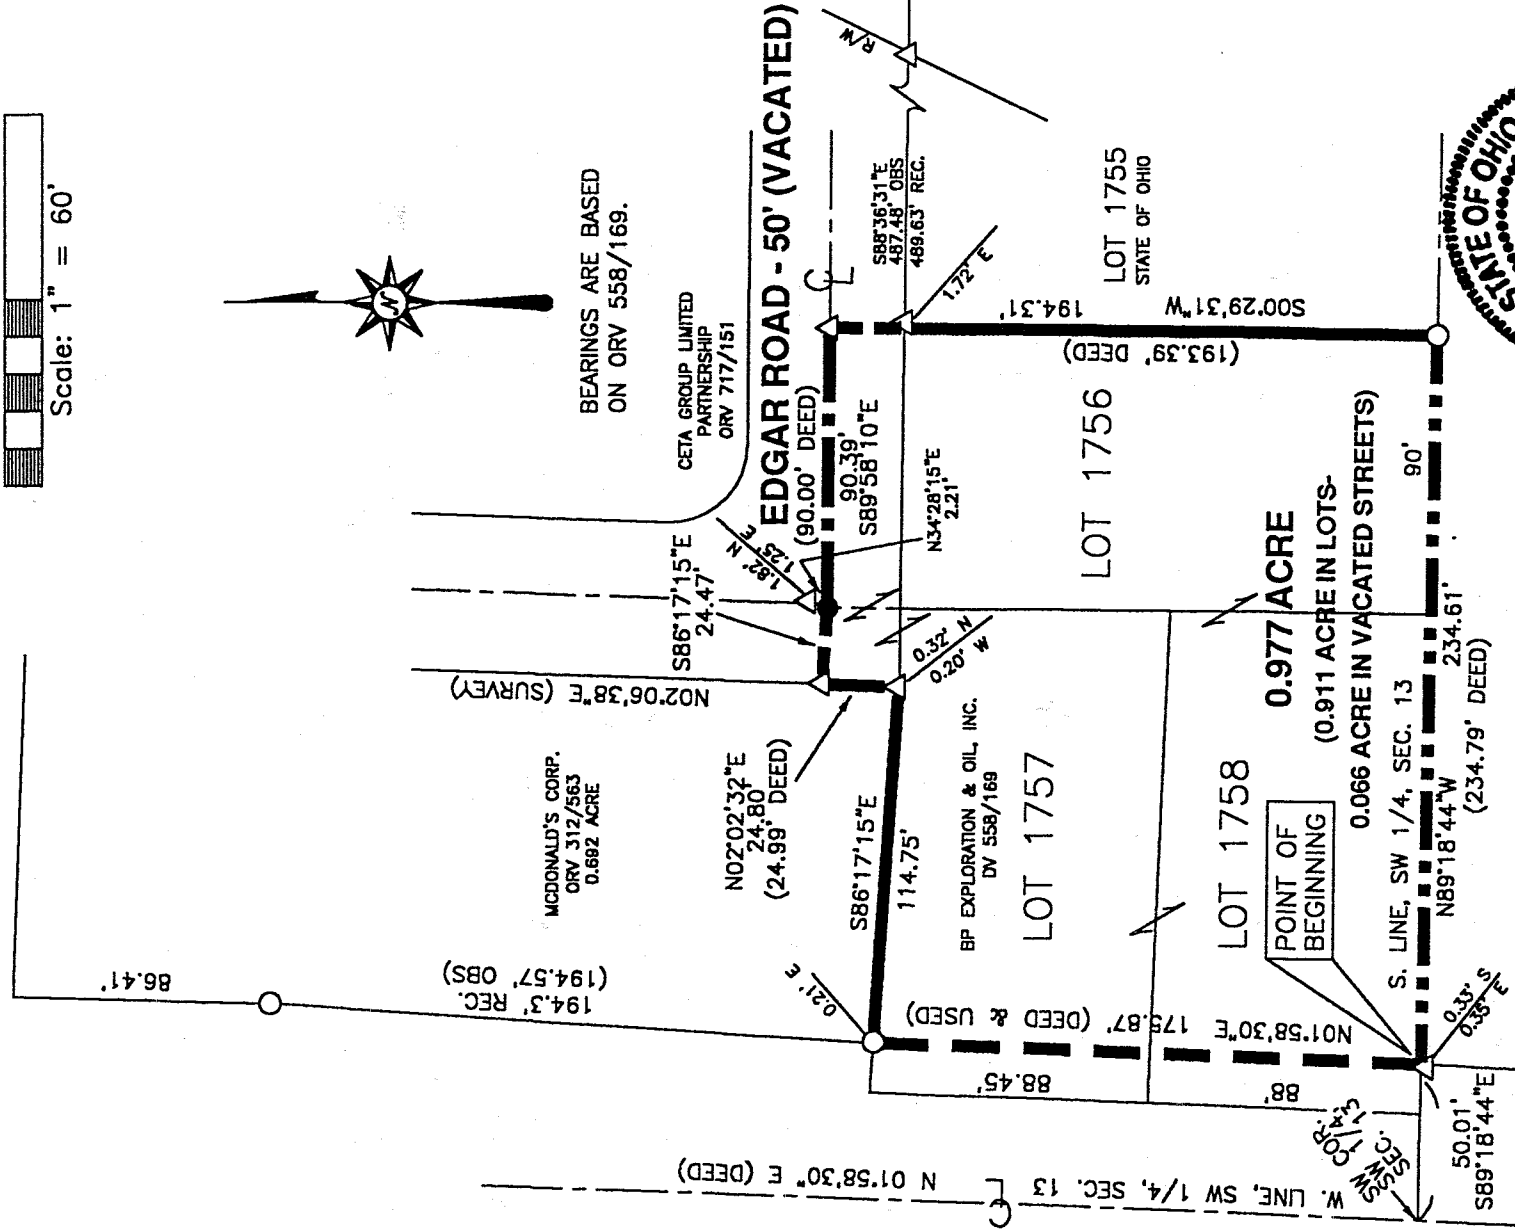 Scale: 1" = 60'
BEARINGS ARE BASED
ON ORV 558/169.
N
CETA GROUP LIMITED
PARTNERSHIP
ORV 717/151
EDGAR ROAD - 50' (VACATED)
R/W
S88°36'31"E
487.48' OBS
489.63' REC.
1.72' E
LOT 1755
STATE OF OHIO
STATE OF OHIO
(90.00' DEED)
90.39'
S89°58'10"E
1.82' N
1.25' E
S86°17'15"E
24.47'
N34°28'15"E
2.21'
N02°06'38"E (SURVEY)
MCDONALD'S CORP.
ORV 312/563
0.692 ACRE
N02°02'32"E
24.80'
(24.99' DEED)
0.32' N
0.20' W
S86°17'15"E
114.75'
BP EXPLORATION & OIL, INC.
DV 558/169
LOT 1757
LOT 1756
194.31'
S00°29'31"W
(193.39' DEED)
LOT 1758
0.977 ACRE
(0.911 ACRE IN LOTS-
0.066 ACRE IN VACATED STREETS)
POINT OF
BEGINNING
S. LINE, SW 1/4, SEC. 13
90'
234.61'
N89°18'44"W
(234.79' DEED)
86.41'
194.3' REC.
(194.57' OBS)
0.21' E
N01°58'30"E 175.87' (DEED & USED)
88.45'
88'
0.33' S
0.35' E
SW COR.
SW 1/4,
SEC. 13
50.01'
S89°18'44"E
W. LINE, SW 1/4, SEC. 13
CL
N 01°58'30" E (DEED)
CL